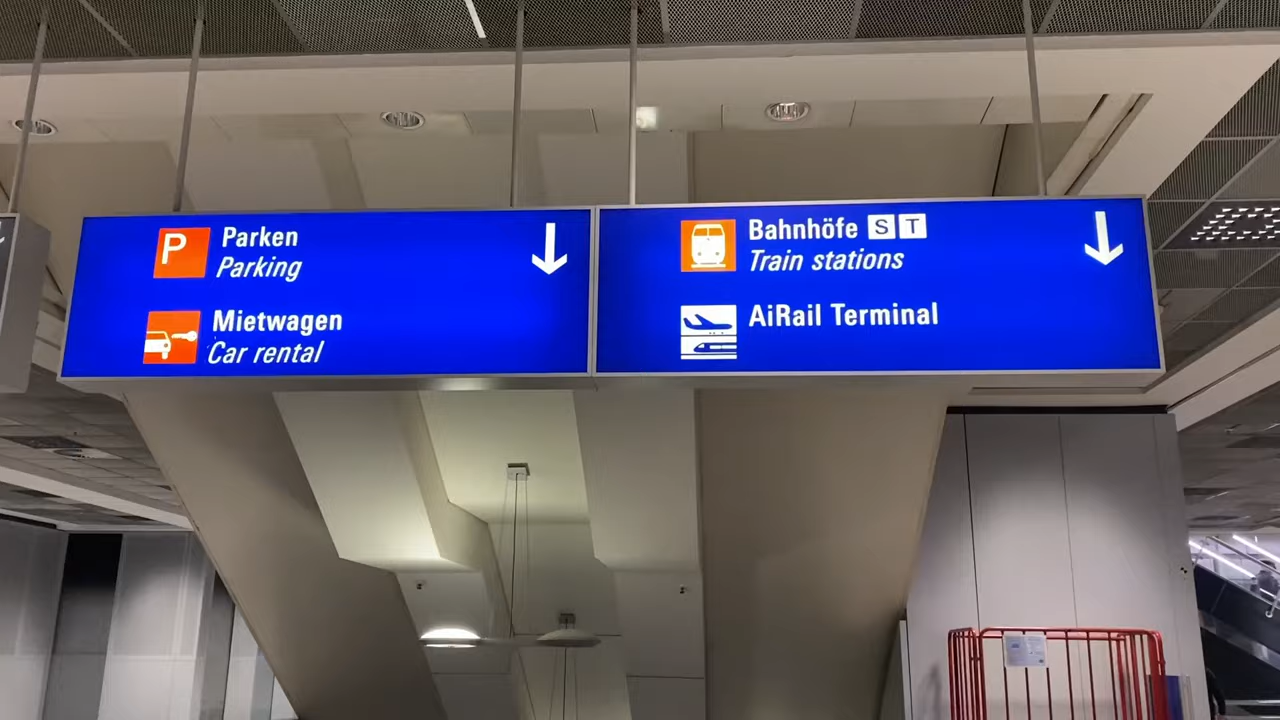 P Parken
Parking
Mietwagen
Car rental
Bahnhöfe S T
Train stations
AiRail Terminal